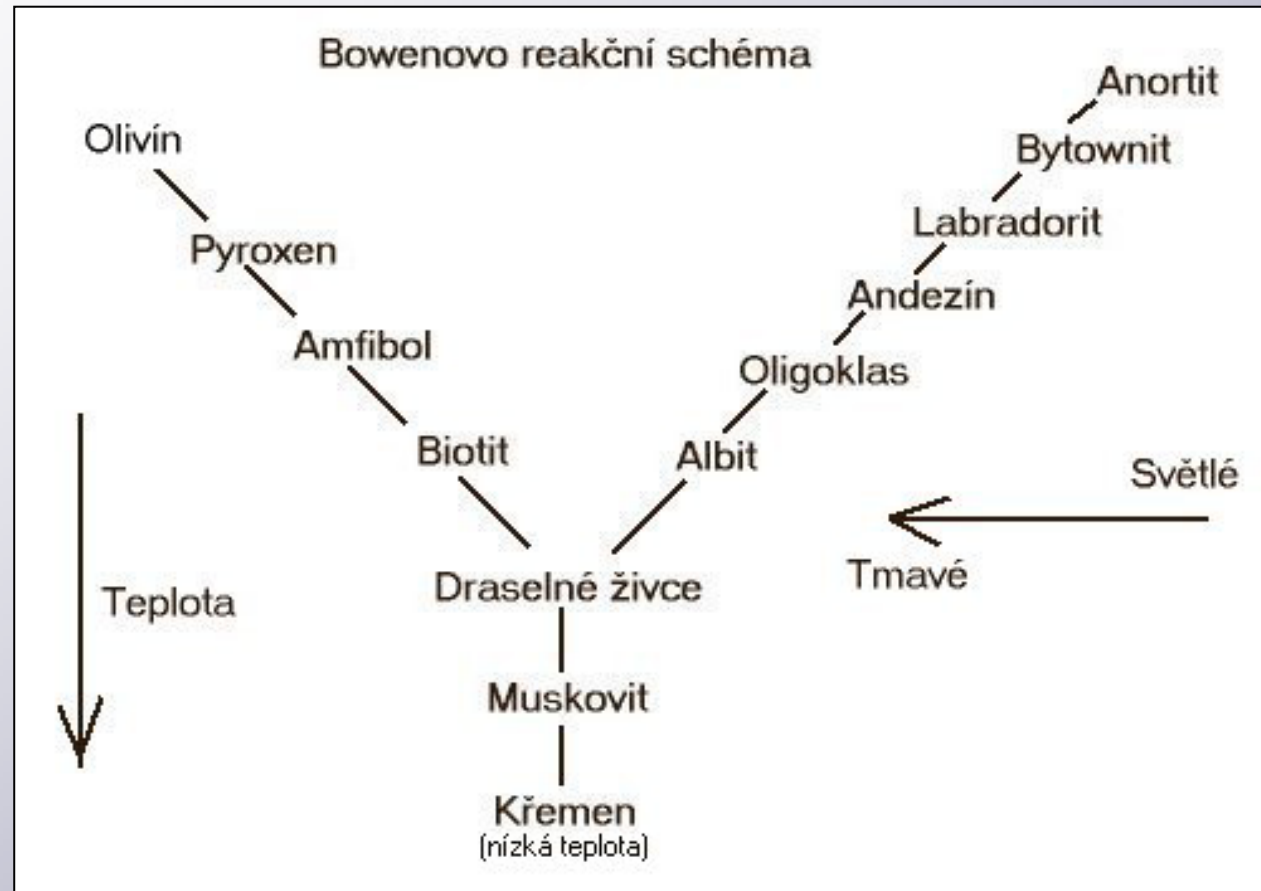 Bowenovo reakční schéma
Anortit
Olivín
Bytownit
Labradorit
Pyroxen
Andezín
Amfibol
Oligoklas
Biotit
Albit
Světlé
Draselné živce
Tmavé
Teplota
Muskovit
Křemen
(nízká teplota)